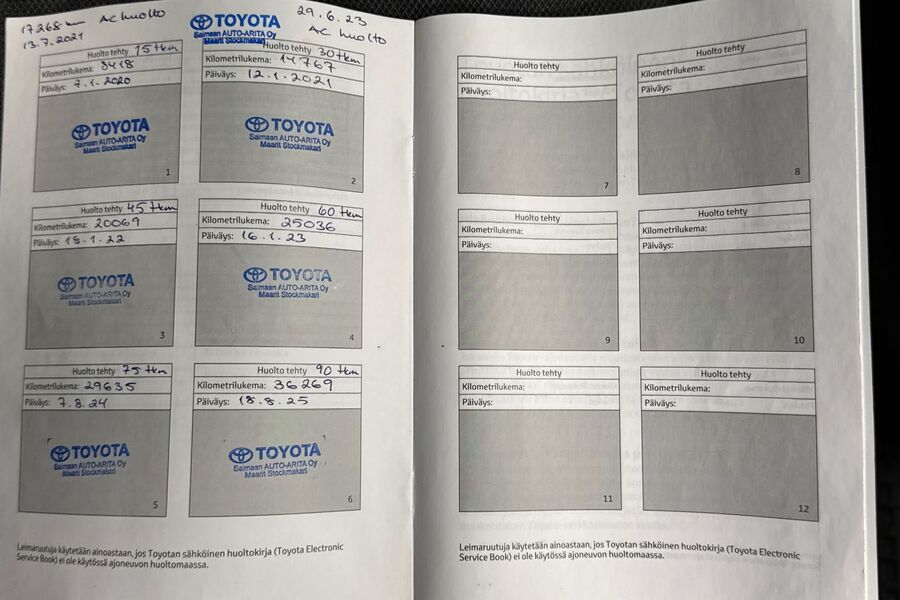 17268 km AC huolto
13.7.2021
TOYOTA
Saimaan AUTO-ARITA Oy
Maarit Stockmakari
29.6.23
AC huolto
Huolto tehty 15 tkm
Kilometrilukema: 8418
Päiväys: 7.1.2020
TOYOTA
Saimaan AUTO-ARITA Oy
Maarit Stockmakari
1
Huolto tehty 30 tkm
Kilometrilukema: 14767
Päiväys: 12.1.2021
TOYOTA
Saimaan AUTO-ARITA Oy
Maarit Stockmakari
2
Huolto tehty 45 tkm
Kilometrilukema: 20069
Päiväys: 18.1.22
TOYOTA
Saimaan AUTO-ARITA Oy
Maarit Stockmakari
3
Huolto tehty 60 tkm
Kilometrilukema: 25036
Päiväys: 16.1.23
TOYOTA
Saimaan AUTO-ARITA Oy
Maarit Stockmakari
4
Huolto tehty 75 tkm
Kilometrilukema: 29635
Päiväys: 7.8.24
TOYOTA
Saimaan AUTO-ARITA Oy
Maarit Stockmakari
5
Huolto tehty 90 tkm
Kilometrilukema: 36269
Päiväys: 18.8.25
TOYOTA
Saimaan AUTO-ARITA Oy
Maarit Stockmakari
6
Leimaruutuja käytetään ainoastaan, jos Toyotan sähköinen huoltokirja (Toyota Electronic
Service Book) ei ole käytössä ajoneuvon huoltomaassa.
Huolto tehty
Kilometrilukema:
Päiväys:
7
Huolto tehty
Kilometrilukema:
Päiväys:
8
Huolto tehty
Kilometrilukema:
Päiväys:
9
Huolto tehty
Kilometrilukema:
Päiväys:
10
Huolto tehty
Kilometrilukema:
Päiväys:
11
Huolto tehty
Kilometrilukema:
Päiväys:
12
Leimaruutuja käytetään ainoastaan, jos Toyotan sähköinen huoltokirja (Toyota Electronic
Service Book) ei ole käytössä ajoneuvon huoltomaassa.